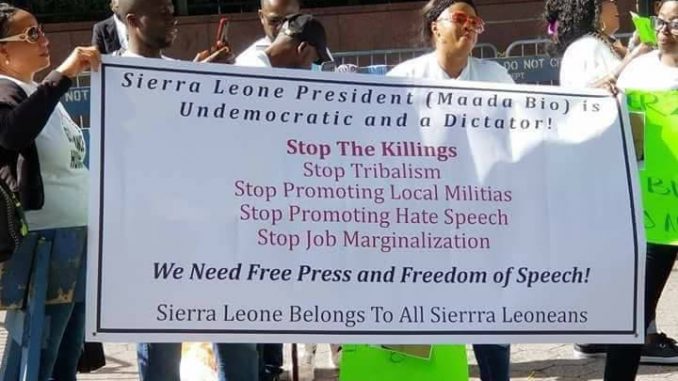 Sierra Leone President (Maada Bio) is
Undemocratic and a Dictator!
Stop The Killings
Stop Tribalism
Stop Promoting Local Militias
Stop Promoting Hate Speech
Stop Job Marginalization
We Need Free Press and Freedom of Speech!
Sierra Leone Belongs To All Sierrra Leoneans
DO NOT C